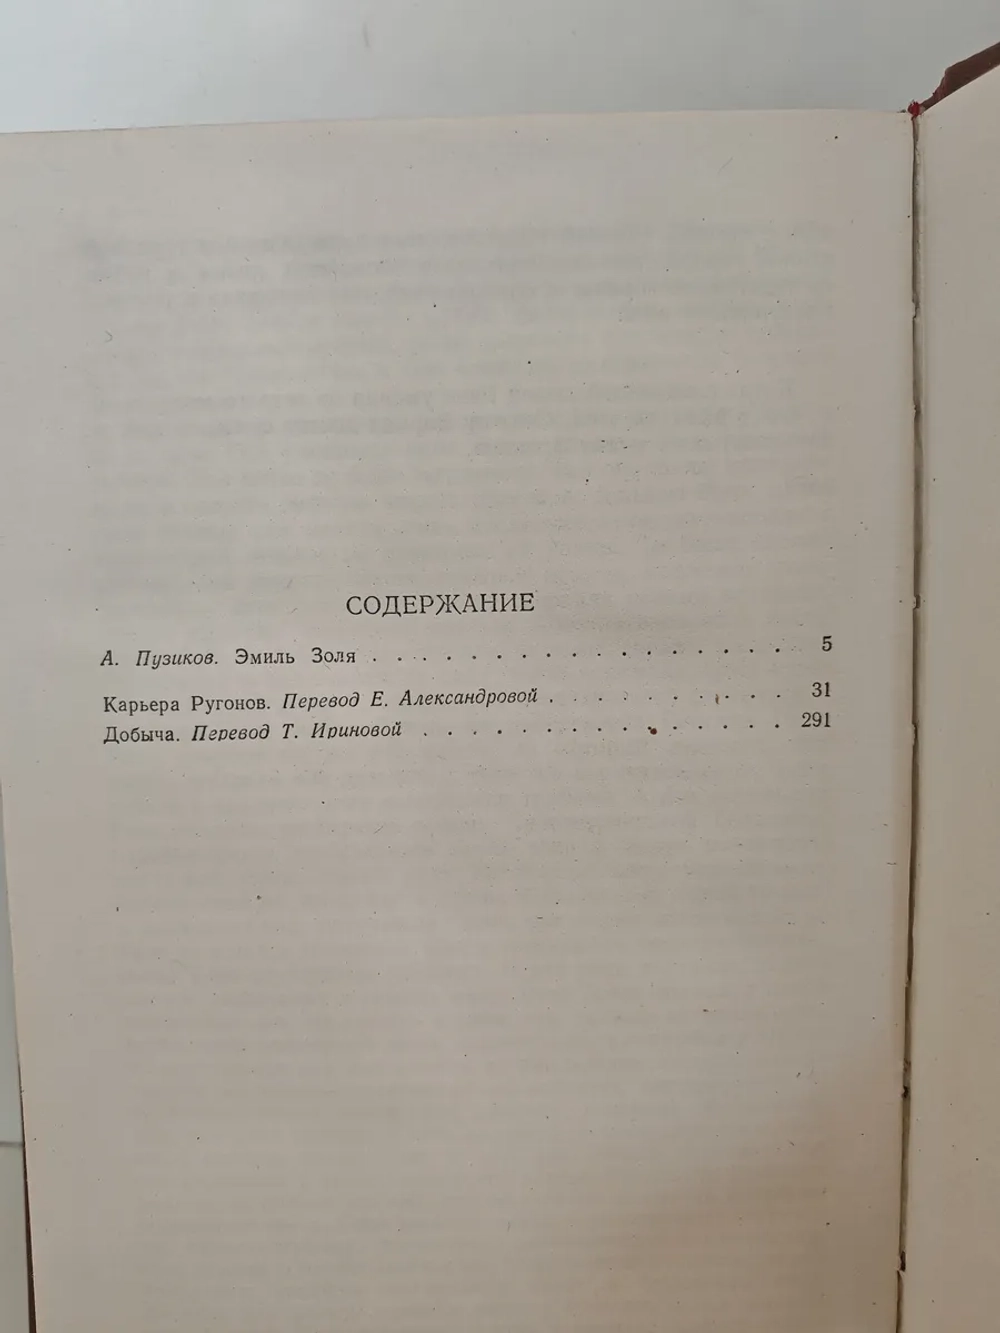 СОДЕРЖАНИЕ
А. Пузиков. Эмиль Золя . . . . . . . . . . . . . . . . . . 5
Карьера Ругонов. Перевод Е. Александровой . . . . . . . . . . 31
Добыча. Перевод Т. Ириновой . . . . . . . . . . . . . . . . 291